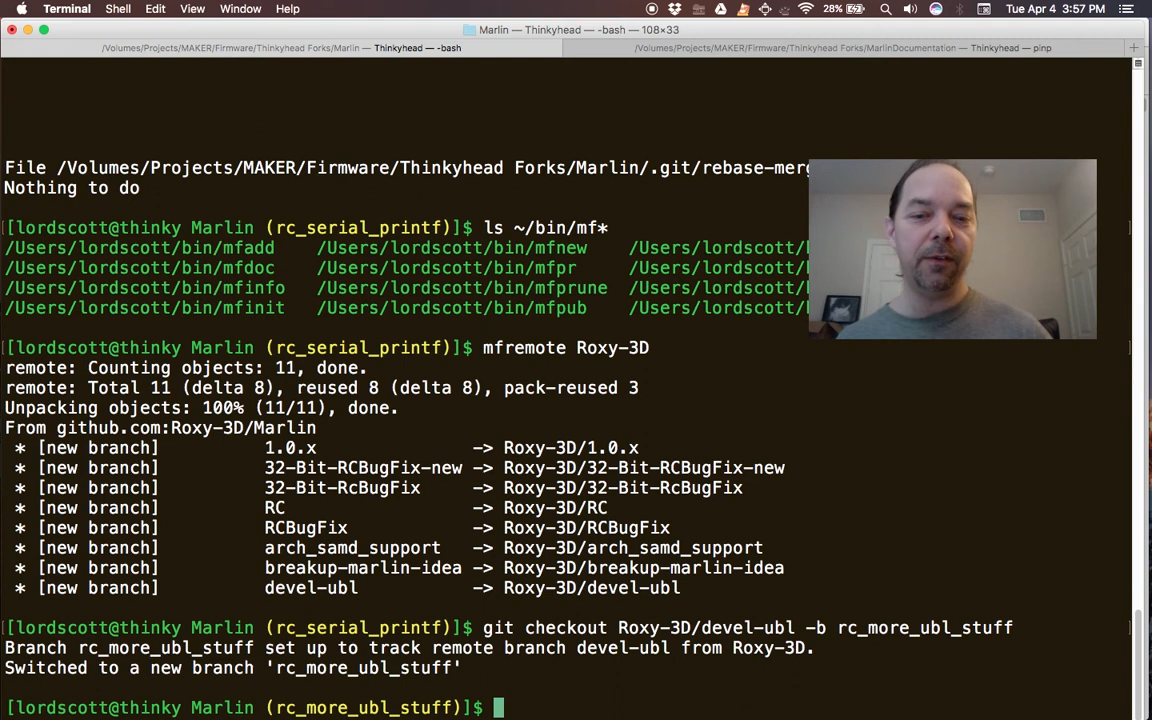 Terminal Shell Edit View Window Help 28% Tue Apr 4 3:57 PM
Marlin — Thinkyhead — -bash — 108×33
/Volumes/Projects/MAKER/Firmware/Thinkyhead Forks/Marlin — Thinkyhead — -bash
/Volumes/Projects/MAKER/Firmware/Thinkyhead Forks/MarlinDocumentation — Thinkyhead — pinp
File /Volumes/Projects/MAKER/Firmware/Thinkyhead Forks/Marlin/.git/rebase-merg
Nothing to do
[lordscott@thinky Marlin (rc_serial_printf)]$ ls ~/bin/mf*
/Users/lordscott/bin/mfadd /Users/lordscott/bin/mfnew /Users/lordscott/
/Users/lordscott/bin/mfdoc /Users/lordscott/bin/mfpr /Users/lordscott/
/Users/lordscott/bin/mfinfo /Users/lordscott/bin/mfprune /Users/lordscott/
/Users/lordscott/bin/mfinit /Users/lordscott/bin/mfpub /Users/lordscott/
[lordscott@thinky Marlin (rc_serial_printf)]$ mfremote Roxy-3D
remote: Counting objects: 11, done.
remote: Total 11 (delta 8), reused 8 (delta 8), pack-reused 3
Unpacking objects: 100% (11/11), done.
From github.com:Roxy-3D/Marlin
* [new branch] 1.0.x -> Roxy-3D/1.0.x
* [new branch] 32-Bit-RCBugFix-new -> Roxy-3D/32-Bit-RCBugFix-new
* [new branch] 32-Bit-RcBugFix -> Roxy-3D/32-Bit-RcBugFix
* [new branch] RC -> Roxy-3D/RC
* [new branch] RCBugFix -> Roxy-3D/RCBugFix
* [new branch] arch_samd_support -> Roxy-3D/arch_samd_support
* [new branch] breakup-marlin-idea -> Roxy-3D/breakup-marlin-idea
* [new branch] devel-ubl -> Roxy-3D/devel-ubl
[lordscott@thinky Marlin (rc_serial_printf)]$ git checkout Roxy-3D/devel-ubl -b rc_more_ubl_stuff
Branch rc_more_ubl_stuff set up to track remote branch devel-ubl from Roxy-3D.
Switched to a new branch 'rc_more_ubl_stuff'
[lordscott@thinky Marlin (rc_more_ubl_stuff)]$